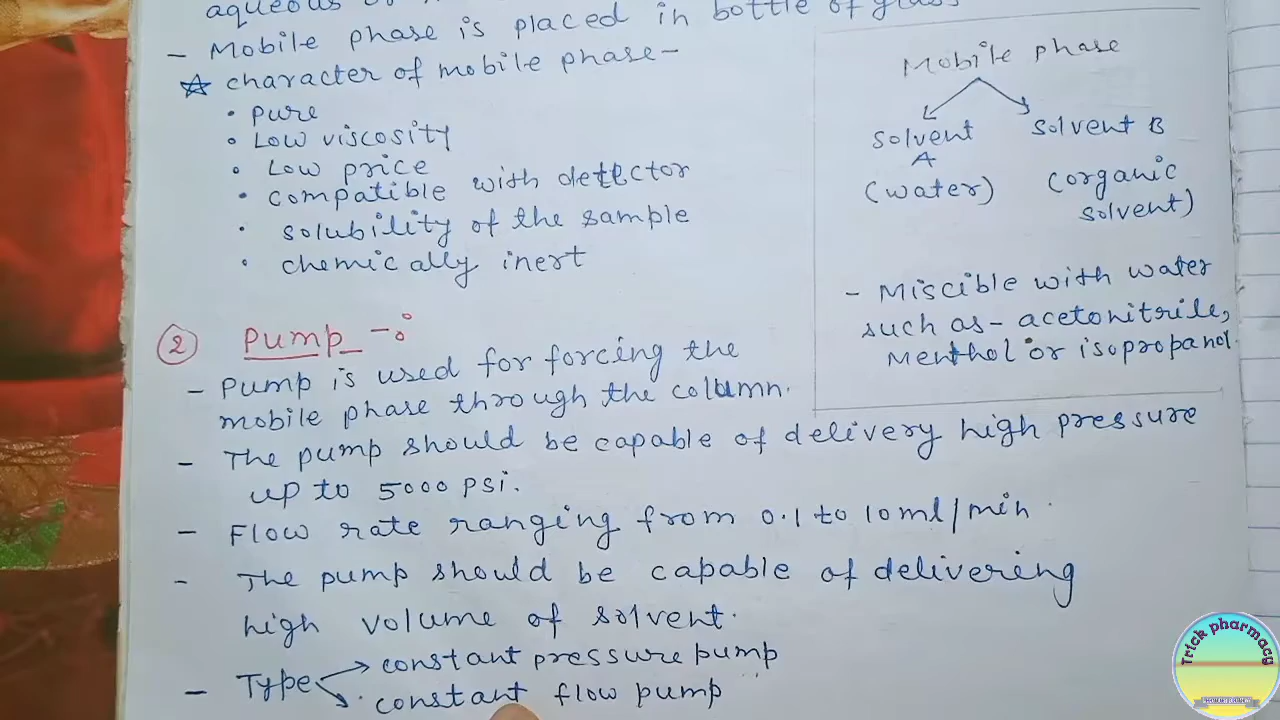 aqueous
- Mobile phase is placed in bottle of glass
☆ character of mobile phase-
• pure
• Low viscosity
• Low price
• compatible with detector
• solubility of the sample
• chemically inert
Mobile phase
solvent A
(water)
solvent B
(organic solvent)
- Miscible with water
such as- acetonitrile,
Menthol or isopropanol.
② Pump -:
- Pump is used for forcing the
mobile phase through the column.
- The pump should be capable of delivery high pressure
up to 5000 psi.
- Flow rate ranging from 0.1 to 10 ml/min.
- The pump should be capable of delivering
high volume of solvent.
- Type → constant pressure pump
→ constant flow pump
Trick pharmacy